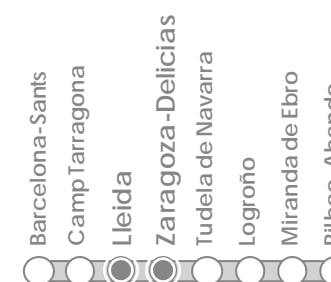 Barcelona-Sants
Camp Tarragona
Lleida
Zaragoza-Delicias
Tudela de Navarra
Logroño
Miranda de Ebro